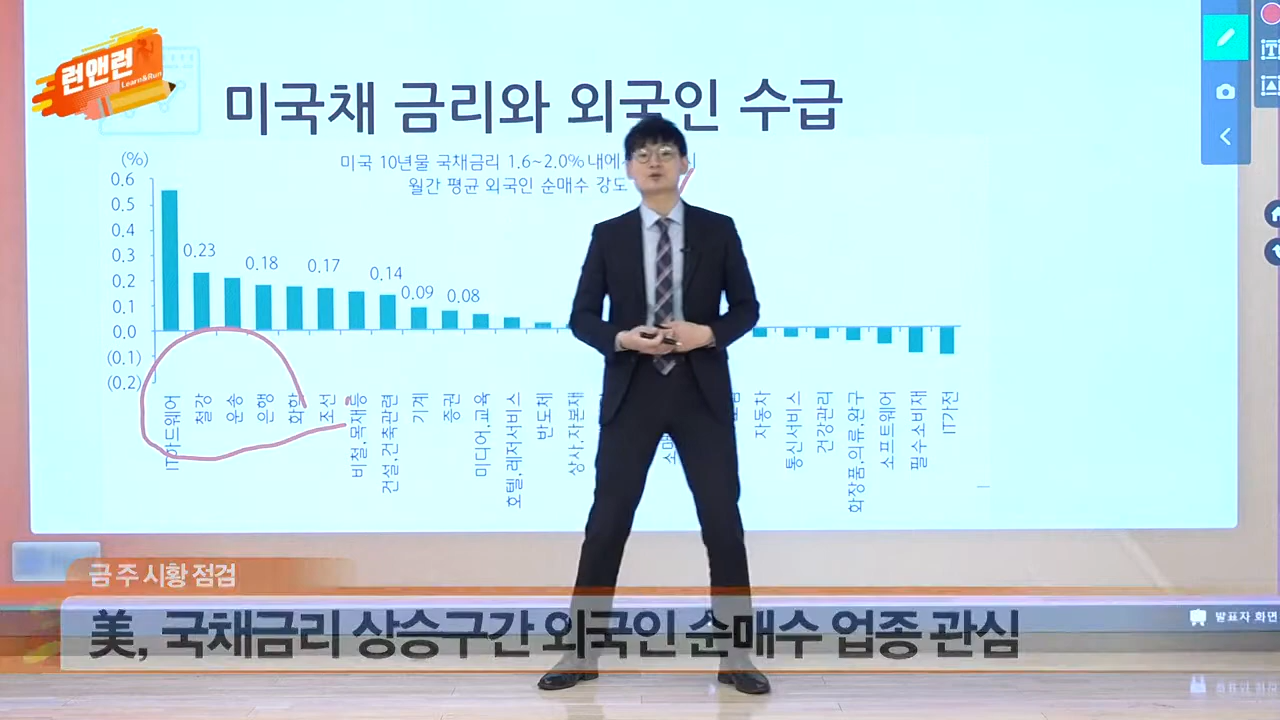 런앤런
Learn&Run
미국채 금리와 외국인 수급
(%)
미국 10년물 국채금리 1.6~2.0% 내에
월간 평균 외국인 순매수 강도
0.6
0.5
0.4
0.3
0.2
0.1
0.0
(0.1)
(0.2)
0.23
0.18
0.17
0.14
0.09
0.08
IT하드웨어
철강
운송
은행
화학
조선
비철,목재등
건설,건축관련
기계
증권
미디어,교육
호텔,레저서비스
반도체
상사,자본재
자동차
통신서비스
건강관리
화장품,의류,완구
소프트웨어
필수소비재
IT가전
금주 시황 점검
美, 국채금리 상승구간 외국인 순매수 업종 관심
발표자 화면